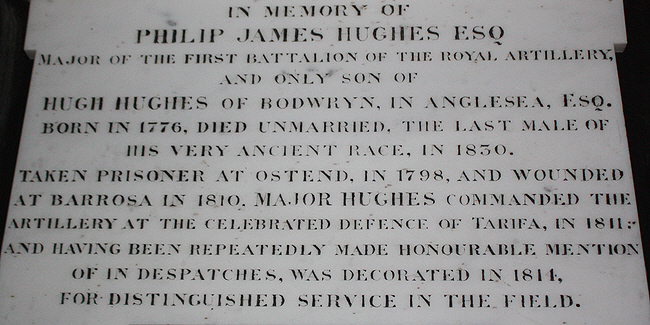 IN MEMORY OF
PHILIP JAMES HUGHES ESQ
MAJOR OF THE FIRST BATTALION OF THE ROYAL ARTILLERY,
AND ONLY SON OF
HUGH HUGHES OF BODWRYN, IN ANGLESEA, ESQ.
BORN IN 1776, DIED UNMARRIED, THE LAST MALE OF
HIS VERY ANCIENT RACE, IN 1830.
TAKEN PRISONER AT OSTEND, IN 1798, AND WOUNDED
AT BARROSA IN 1810, MAJOR HUGHES COMMANDED THE
ARTILLERY AT THE CELEBRATED DEFENCE OF TARIFA, IN 1811;
AND HAVING BEEN REPEATEDLY MADE HONOURABLE MENTION
OF IN DESPATCHES, WAS DECORATED IN 1814,
FOR DISTINGUISHED SERVICE IN THE FIELD.